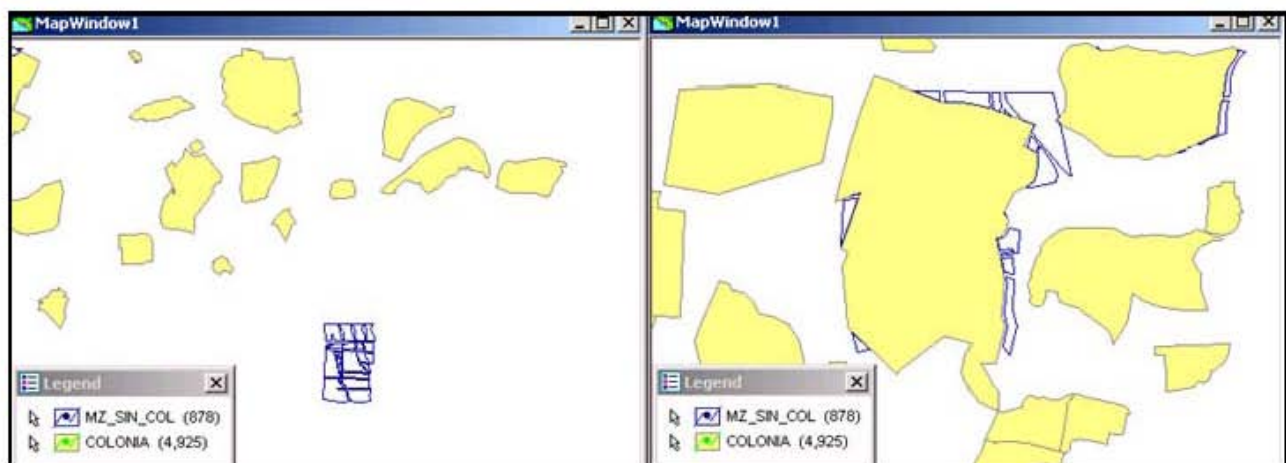 MapWindow1
Legend
MZ_SIN_COL (878)
COLONIA (4,925)
MapWindow1
Legend
MZ_SIN_COL (878)
COLONIA (4,925)